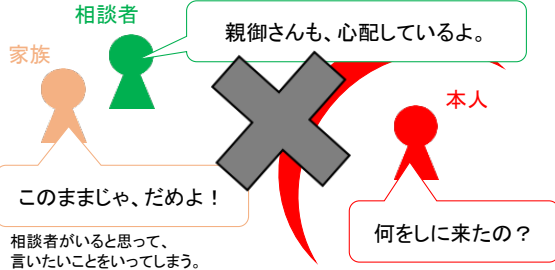 相談者
親御さんも、心配しているよ。
家族
本人
このままじゃ、だめよ！
何をしに来たの？
相談者がいると思って、
言いたいことをいってしまう。